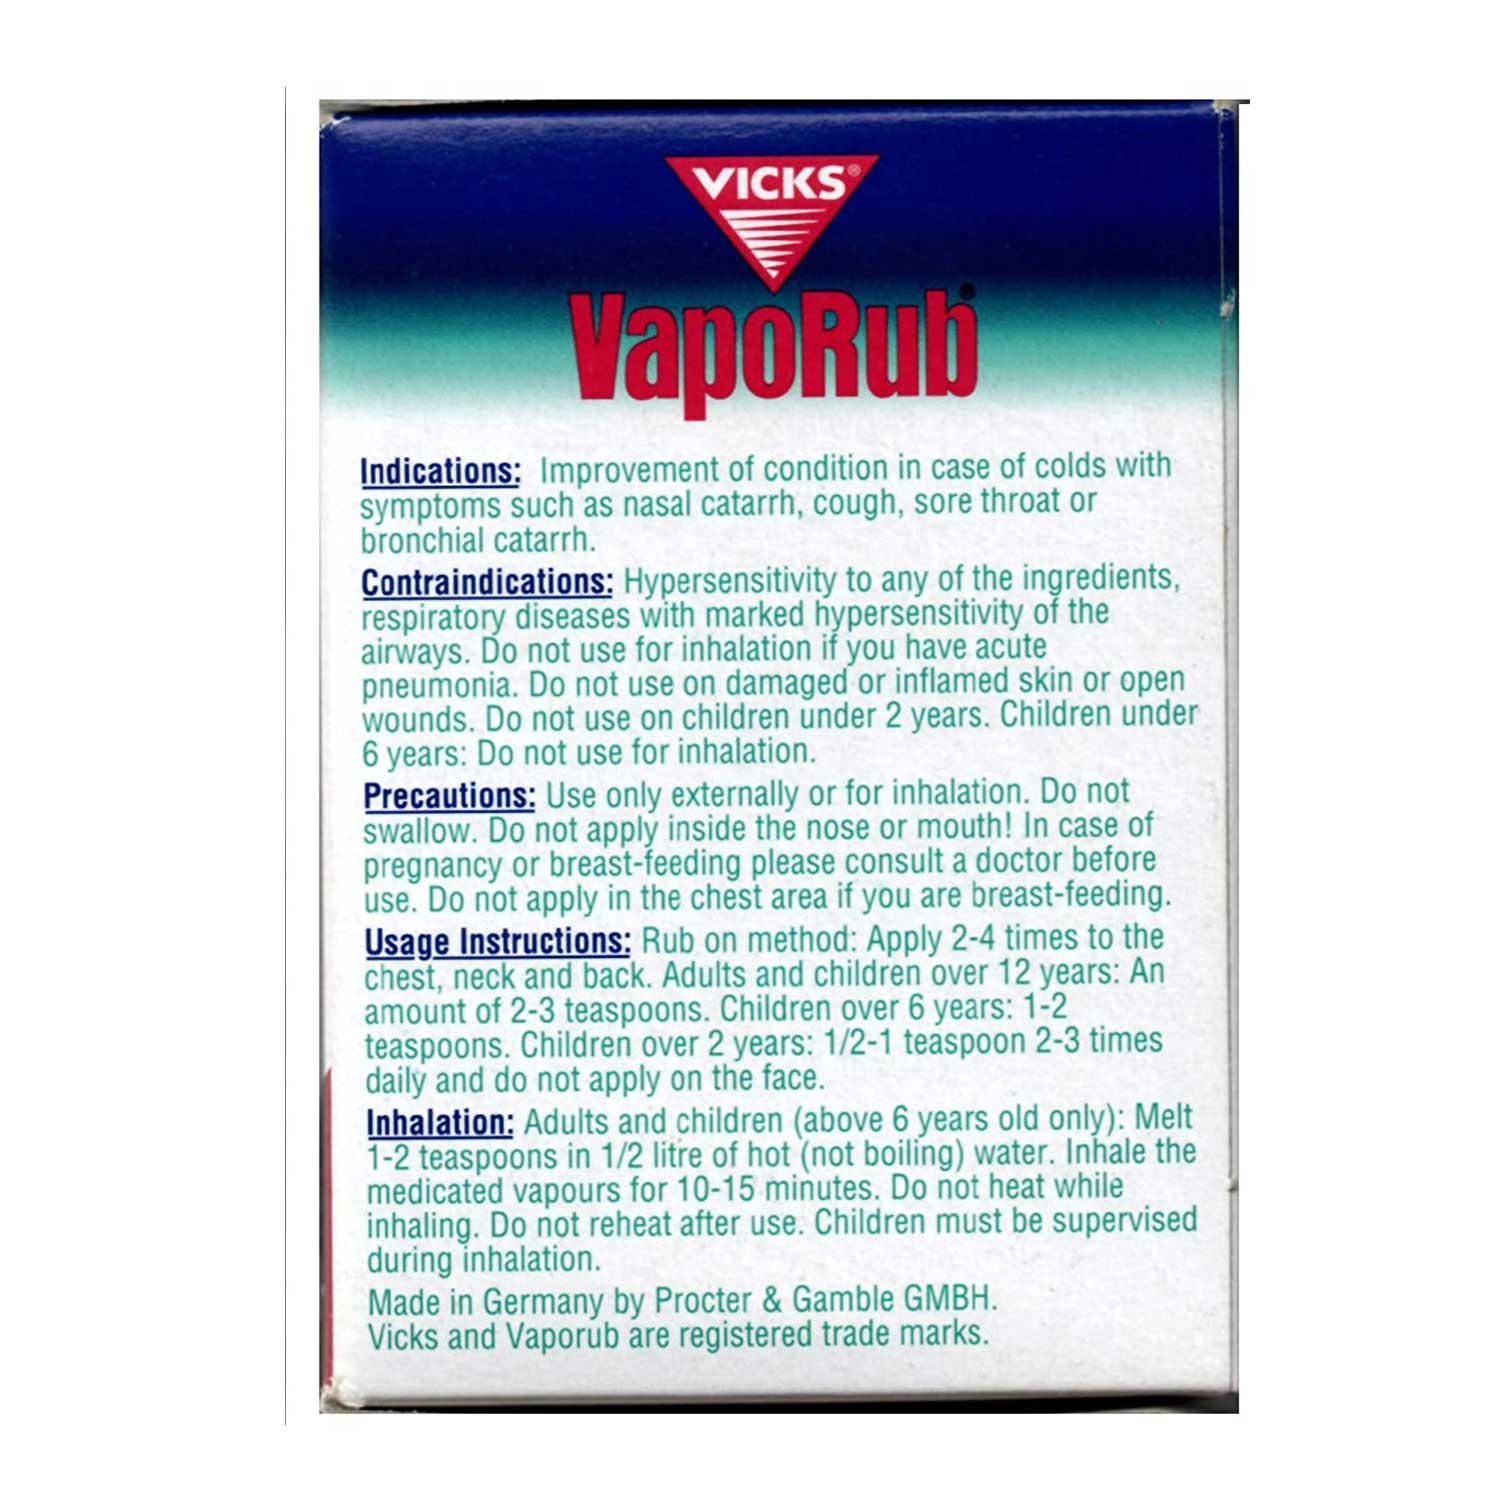 VICKS®
VapoRub®
Indications: Improvement of condition in case of colds with
symptoms such as nasal catarrh, cough, sore throat or
bronchial catarrh.
Contraindications: Hypersensitivity to any of the ingredients,
respiratory diseases with marked hypersensitivity of the
airways. Do not use for inhalation if you have acute
pneumonia. Do not use on damaged or inflamed skin or open
wounds. Do not use on children under 2 years. Children under
6 years: Do not use for inhalation.
Precautions: Use only externally or for inhalation. Do not
swallow. Do not apply inside the nose or mouth! In case of
pregnancy or breast-feeding please consult a doctor before
use. Do not apply in the chest area if you are breast-feeding.
Usage Instructions: Rub on method: Apply 2-4 times to the
chest, neck and back. Adults and children over 12 years: An
amount of 2-3 teaspoons. Children over 6 years: 1-2
teaspoons. Children over 2 years: 1/2-1 teaspoon 2-3 times
daily and do not apply on the face.
Inhalation: Adults and children (above 6 years old only): Melt
1-2 teaspoons in 1/2 litre of hot (not boiling) water. Inhale the
medicated vapours for 10-15 minutes. Do not heat while
inhaling. Do not reheat after use. Children must be supervised
during inhalation.
Made in Germany by Procter & Gamble GMBH.
Vicks and Vaporub are registered trade marks.